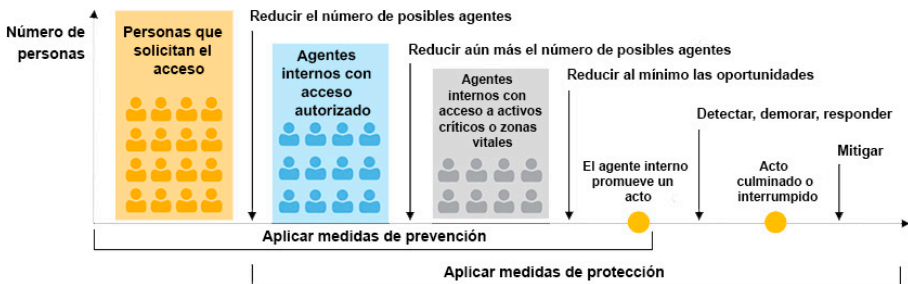 Número de
personas
Personas que
solicitan el
acceso
Reducir el número de posibles agentes
Agentes
internos con
acceso
autorizado
Reducir aún más el número de posibles agentes
Agentes
internos con
acceso a activos
críticos o zonas
vitales
Reducir al mínimo las oportunidades
El agente interno
promueve un
acto
Detectar, demorar, responder
Acto
culminado o
interrumpido
Mitigar
Aplicar medidas de prevención
Aplicar medidas de protección